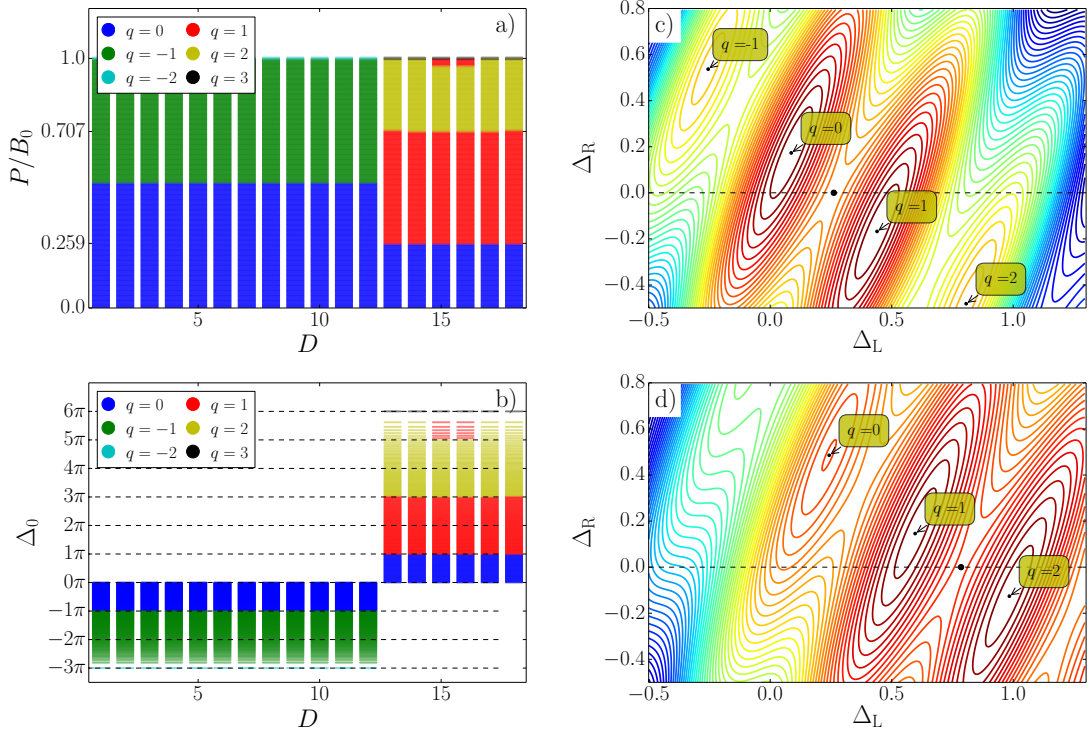 a)
q = 0 q = 1
q = −1 q = 2
q = −2 q = 3
1.0
0.707
0.259
0.0
P/B₀
5 10 15
D
c)
0.8
0.6
0.4
0.2
0.0
−0.2
−0.4
Δ_R
q =-1
q =0
q =1
q =2
−0.5 0.0 0.5 1.0
Δ_L
b)
q = 0 q = 1
q = −1 q = 2
q = −2 q = 3
6π
5π
4π
3π
2π
1π
0π
−1π
−2π
−3π
Δ₀
5 10 15
D
d)
0.8
0.6
0.4
0.2
0.0
−0.2
−0.4
Δ_R
q =0
q =1
q =2
−0.5 0.0 0.5 1.0
Δ_L